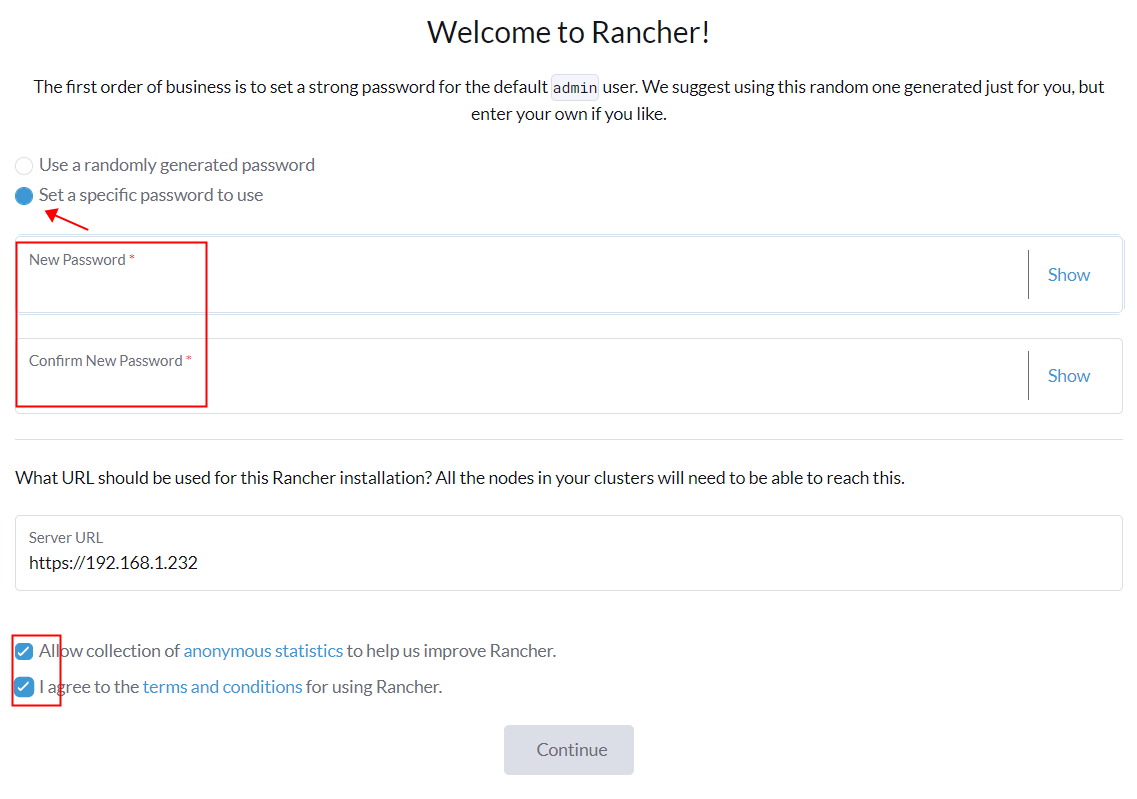 Welcome to Rancher!
The first order of business is to set a strong password for the default admin user. We suggest using this random one generated just for you, but
enter your own if you like.
Use a randomly generated password
Set a specific password to use
New Password *
Show
Confirm New Password *
Show
What URL should be used for this Rancher installation? All the nodes in your clusters will need to be able to reach this.
Server URL
https://192.168.1.232
Allow collection of anonymous statistics to help us improve Rancher.
I agree to the terms and conditions for using Rancher.
Continue